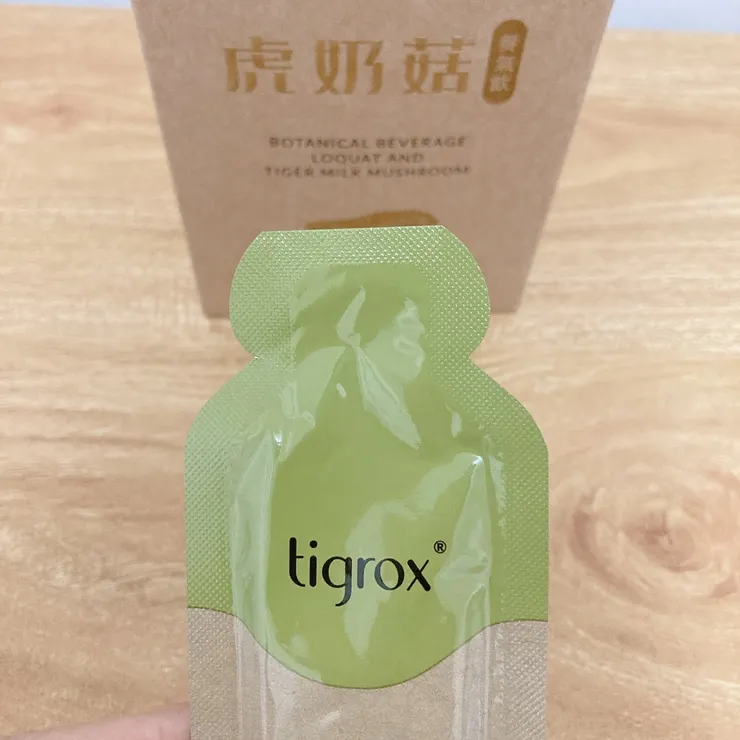 虎奶菇
BOTANICAL BEVERAGE
LOQUAT AND
TIGER MILK MUSHROOM
tigrox®